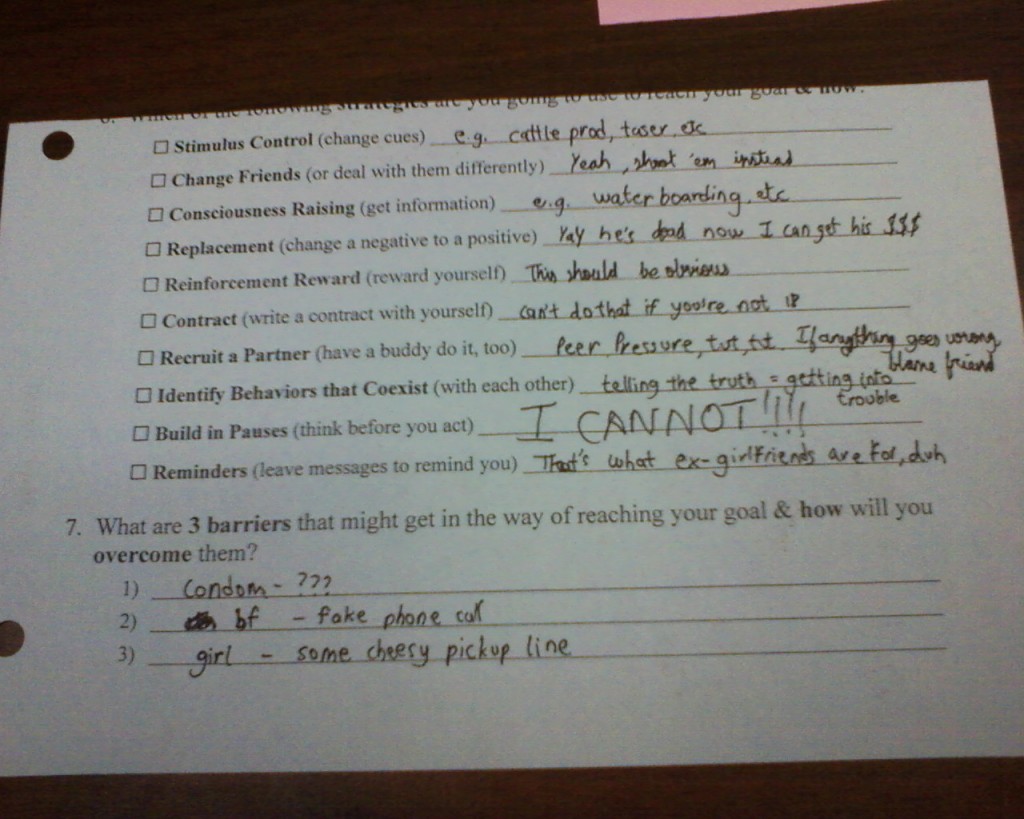 6. Which of the following strategies are you going to use to reach your goal & how?
☐ Stimulus Control (change cues) e.g. cattle prod, taser, etc
☐ Change Friends (or deal with them differently) Yeah, shoot 'em instead
☐ Consciousness Raising (get information) e.g. water boarding, etc
☐ Replacement (change a negative to a positive) Yay he's dead now I can get his $$$
☐ Reinforcement Reward (reward yourself) This should be obvious
☐ Contract (write a contract with yourself) can't do that if you're not 18
☐ Recruit a Partner (have a buddy do it, too) Peer Pressure, tut, tut If anything goes wrong
blame friend
☐ Identify Behaviors that Coexist (with each other) telling the truth = getting into
trouble
☐ Build in Pauses (think before you act) I CANNOT!!!!
☐ Reminders (leave messages to remind you) That's what ex-girlfriends are for, duh
7. What are 3 barriers that might get in the way of reaching your goal & how will you
overcome them?
1) Condom - ???
2) bf - fake phone call
3) girl - some cheesy pickup line